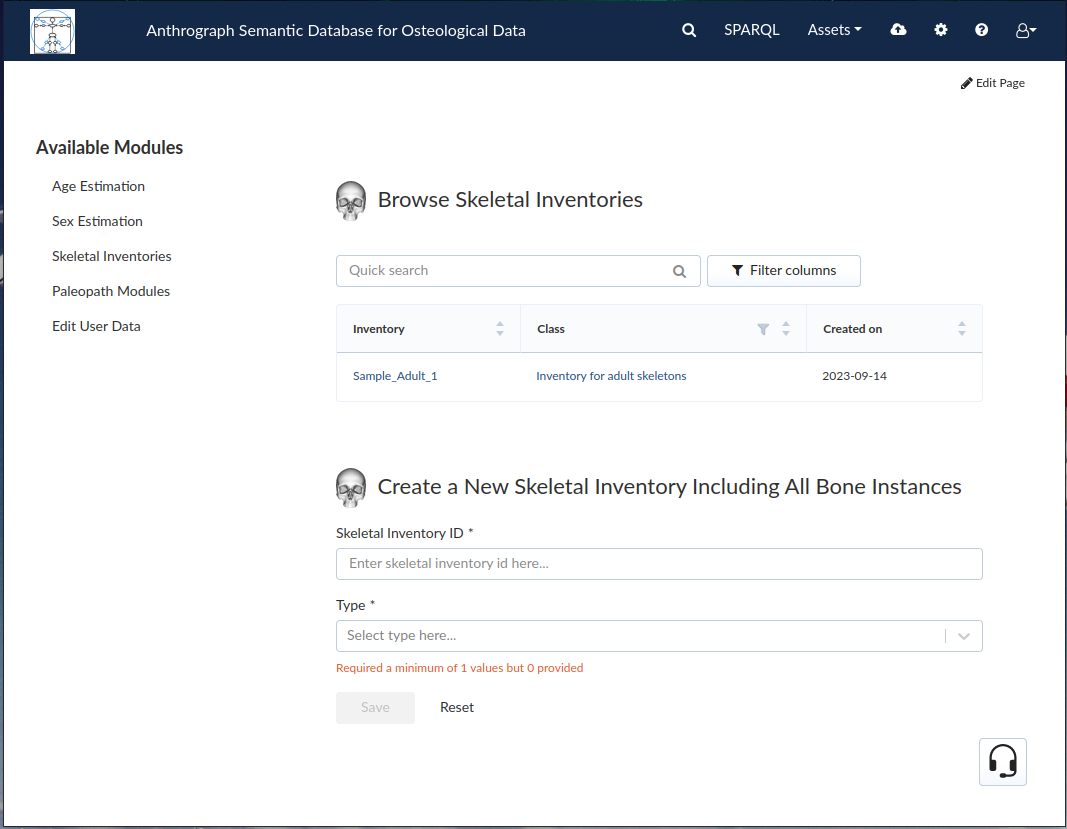 Anthrograph Semantic Database for Osteological Data
SPARQL
Assets
Edit Page
Available Modules
Age Estimation
Sex Estimation
Skeletal Inventories
Paleopath Modules
Edit User Data
Browse Skeletal Inventories
Quick search
Filter columns
Inventory Class Created on
Sample_Adult_1 Inventory for adult skeletons 2023-09-14
Create a New Skeletal Inventory Including All Bone Instances
Skeletal Inventory ID *
Enter skeletal inventory id here...
Type *
Select type here...
Required a minimum of 1 values but 0 provided
Save Reset